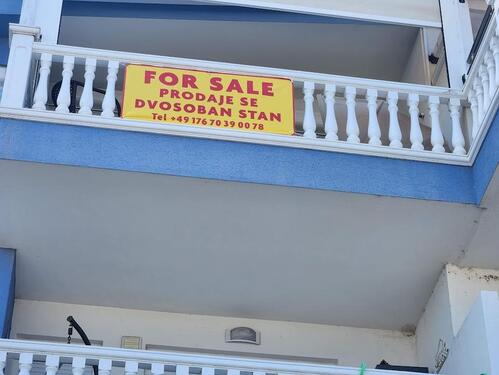 FOR SALE
PRODAJE SE
DVOSOBAN STAN
Tel +49 176 70 39 00 78